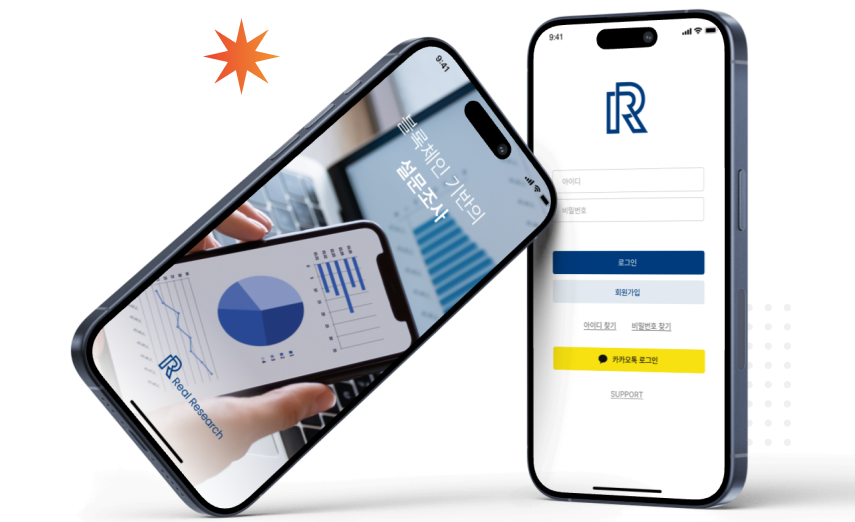 9:41
블록체인 기반의
설문조사
Real Research
9:41
아이디
비밀번호
로그인
회원가입
아이디 찾기 비밀번호 찾기
카카오톡 로그인
SUPPORT